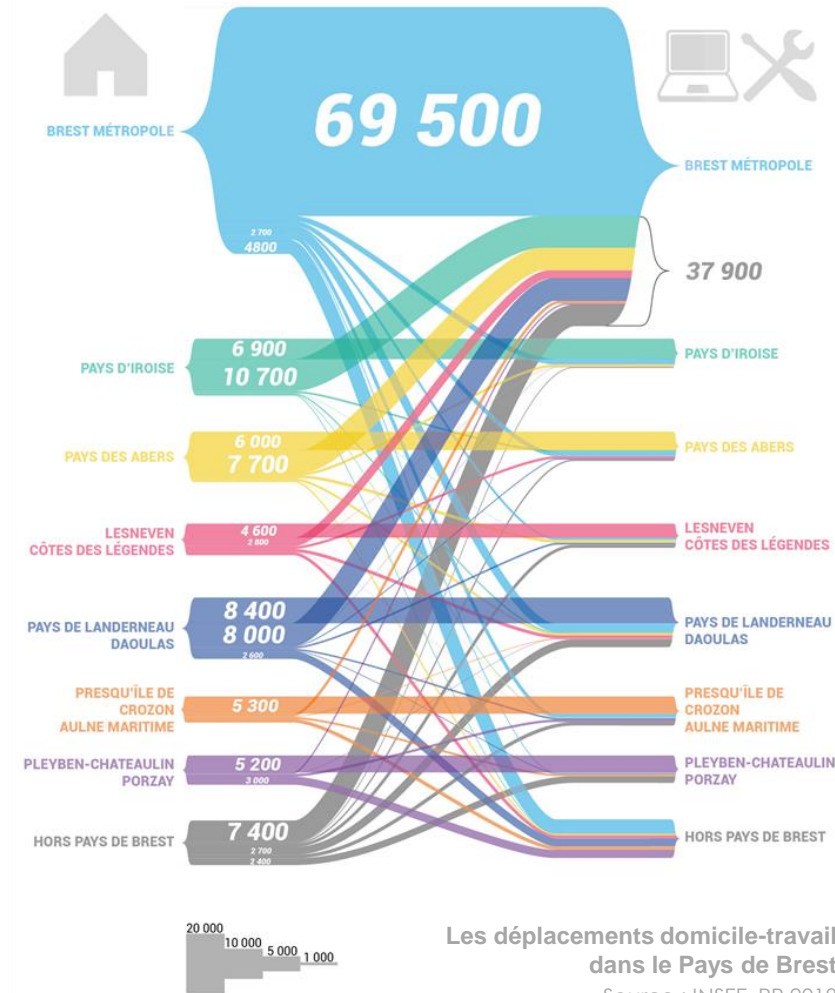 69 500
BREST MÉTROPOLE
BREST MÉTROPOLE
2 700
4800
37 900
6 900
PAYS D'IROISE
10 700
PAYS D'IROISE
6 000
PAYS DES ABERS
7 700
PAYS DES ABERS
4 600
LESNEVEN
CÔTES DES LÉGENDES
2 800
LESNEVEN
CÔTES DES LÉGENDES
8 400
PAYS DE LANDERNEAU
DAOULAS
8 000
2 600
PAYS DE LANDERNEAU
DAOULAS
PRESQU'ÎLE DE
CROZON
AULNE MARITIME
5 300
PRESQU'ÎLE DE
CROZON
AULNE MARITIME
PLEYBEN-CHATEAULIN
PORZAY
5 200
3 000
PLEYBEN-CHATEAULIN
PORZAY
HORS PAYS DE BREST
7 400
2 700
2 400
HORS PAYS DE BREST
20 000
10 000
5 000
1 000
Les déplacements domicile-travail
dans le Pays de Brest